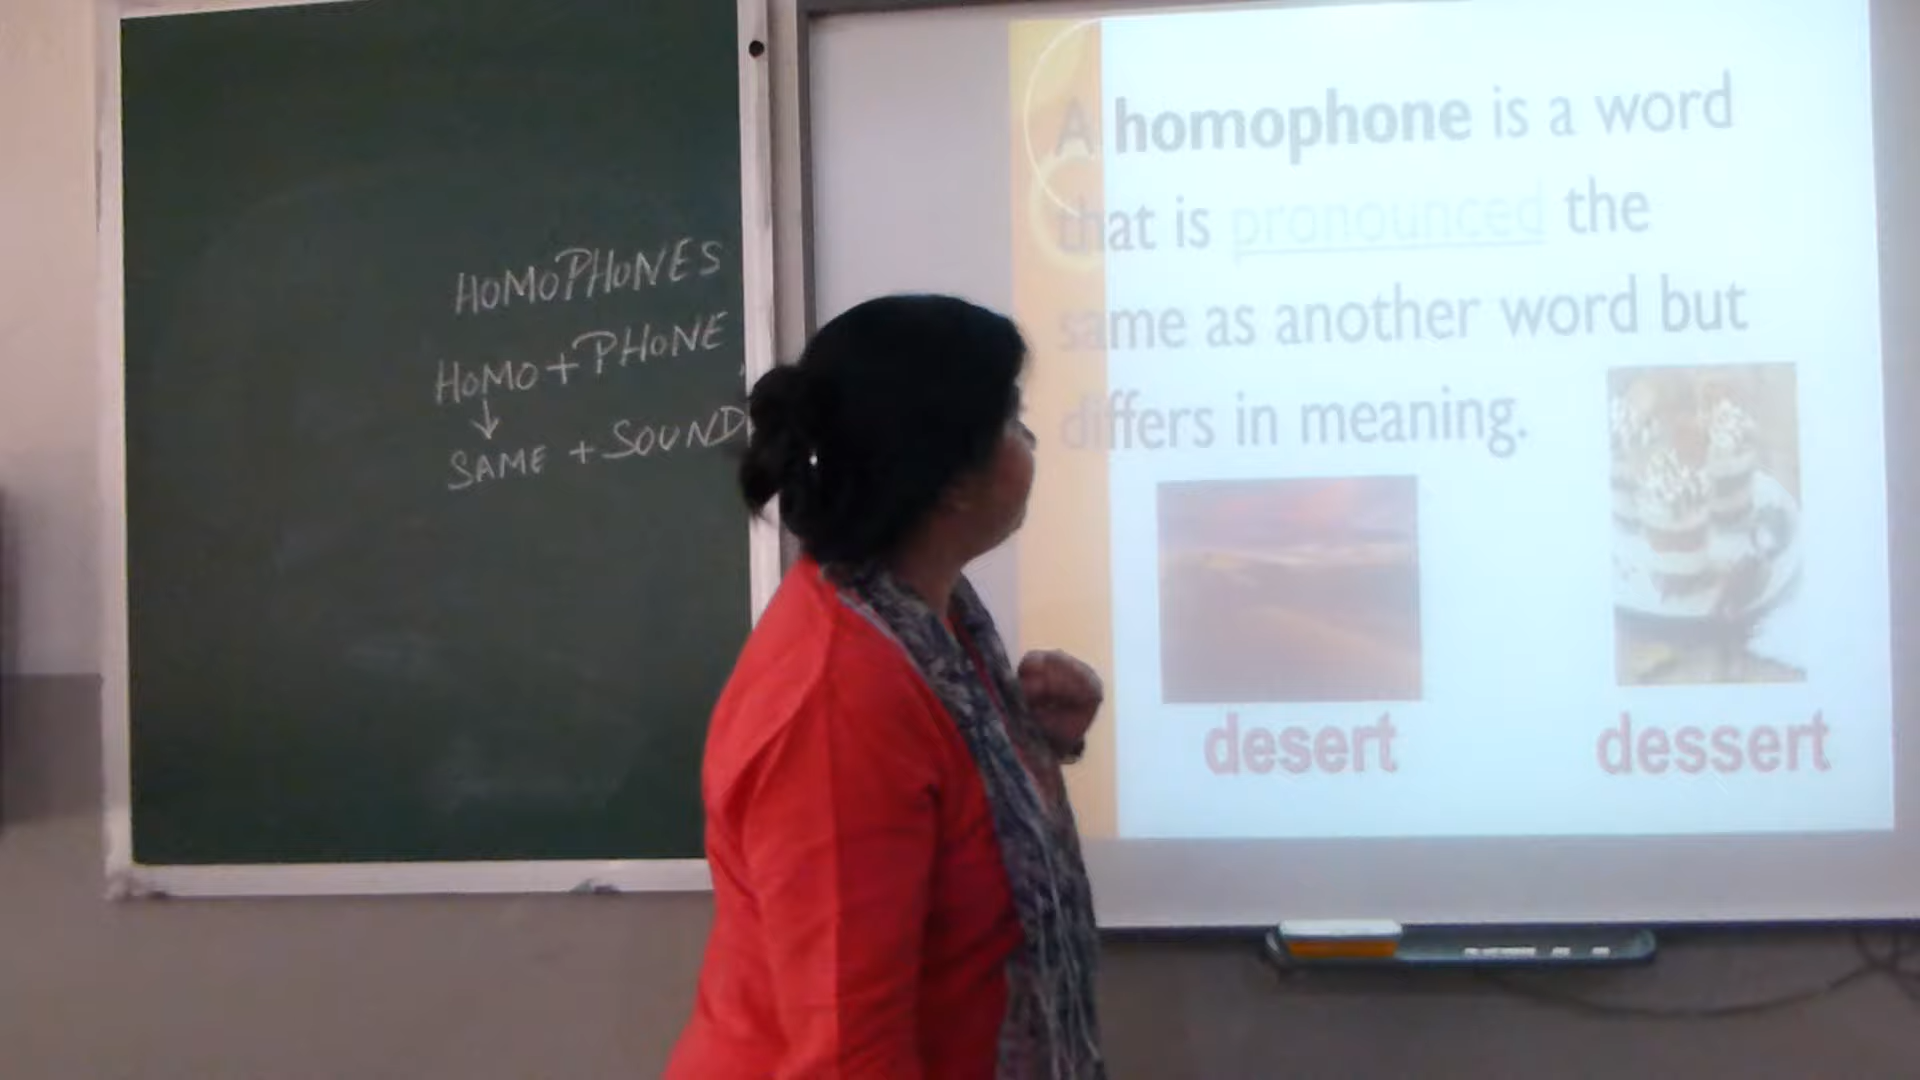 HOMOPHONES
HOMO + PHONE
↓
SAME + SOUND
A homophone is a word
that is pronounced the
same as another word but
differs in meaning.
desert
dessert